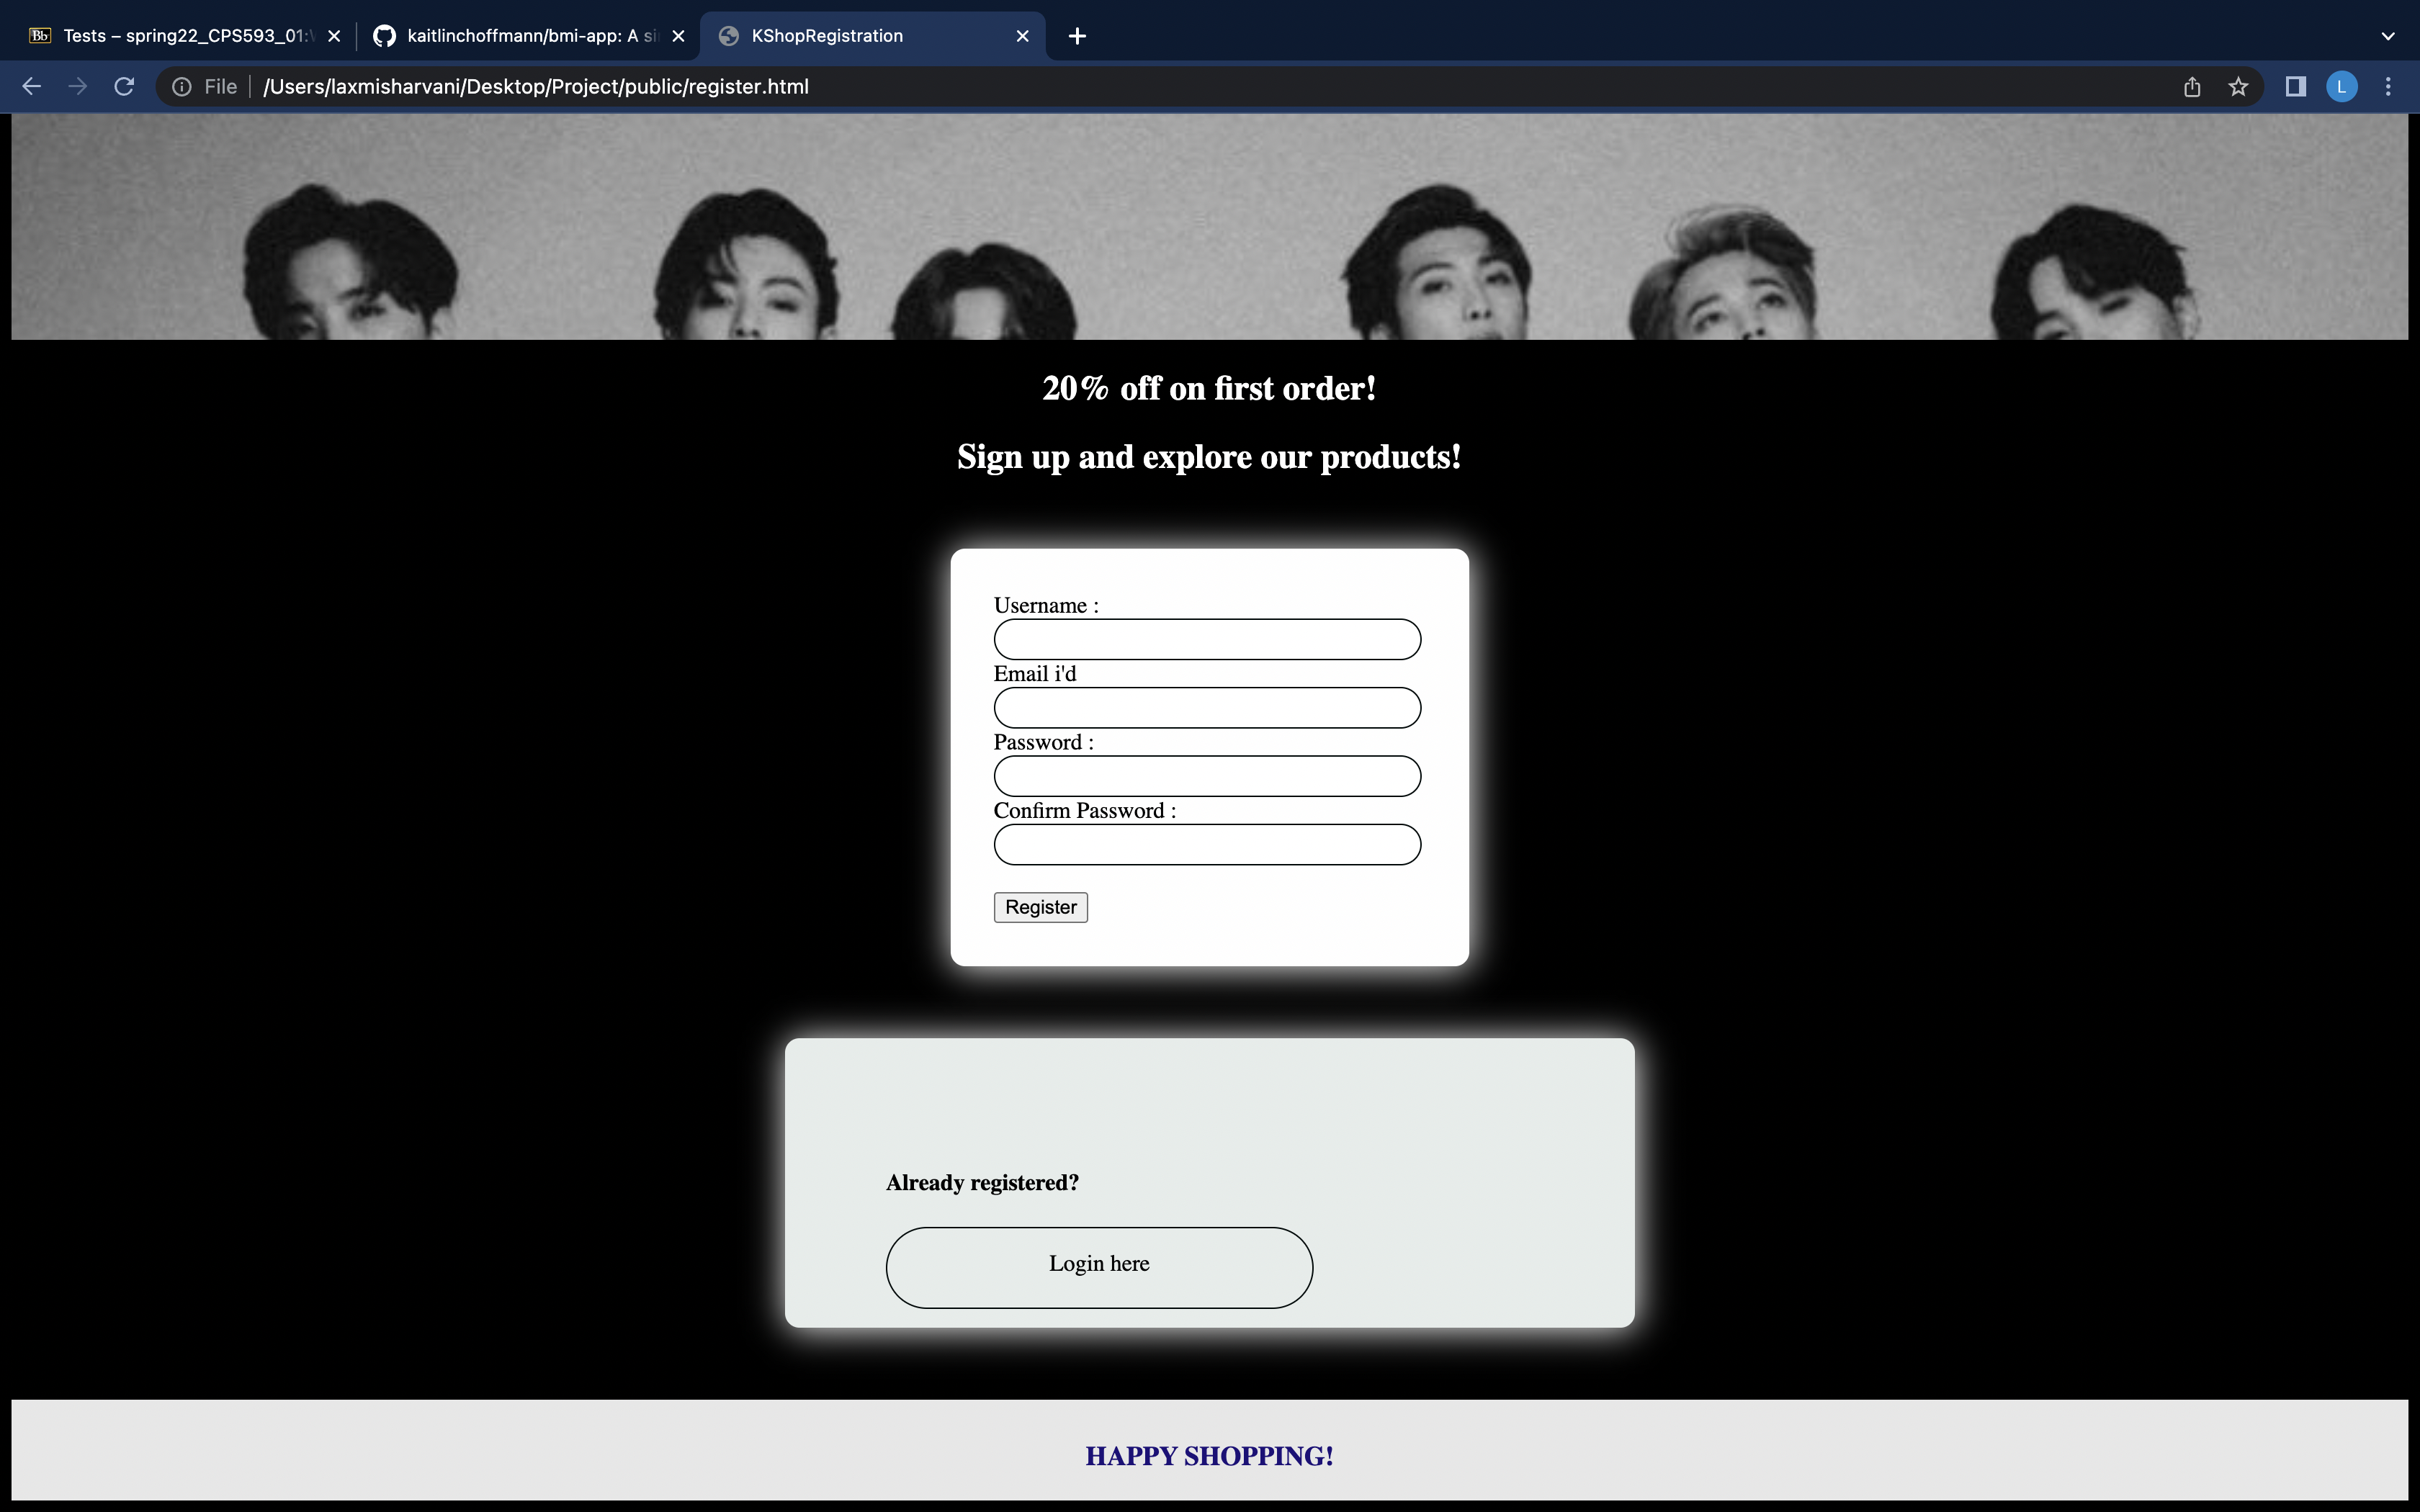 Tests – spring22_CPS593_01:
kaitlinchoffmann/bmi-app: A si
KShopRegistration
File
/Users/laxmisharvani/Desktop/Project/public/register.html
L
20% off on first order!
Sign up and explore our products!
Username :
Email i'd
Password :
Confirm Password :
Register
Already registered?
Login here
HAPPY SHOPPING!